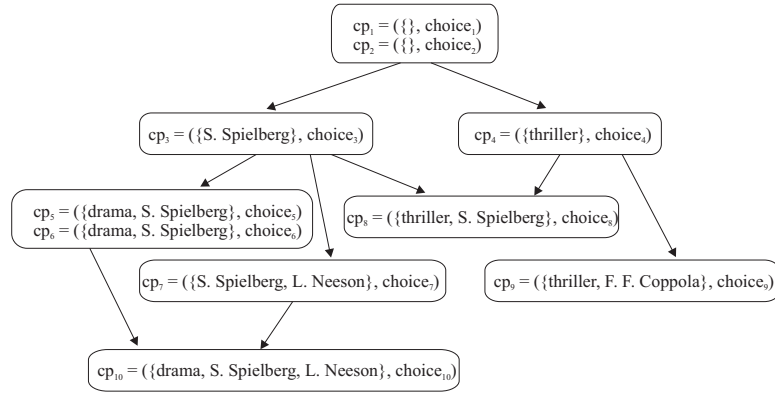 cp₁ = ({}, choice₁)
cp₂ = ({}, choice₂)
cp₃ = ({S. Spielberg}, choice₃)
cp₄ = ({thriller}, choice₄)
cp₅ = ({drama, S. Spielberg}, choice₅)
cp₆ = ({drama, S. Spielberg}, choice₆)
cp₈ = ({thriller, S. Spielberg}, choice₈)
cp₇ = ({S. Spielberg, L. Neeson}, choice₇)
cp₉ = ({thriller, F. F. Coppola}, choice₉)
cp₁₀ = ({drama, S. Spielberg, L. Neeson}, choice₁₀)